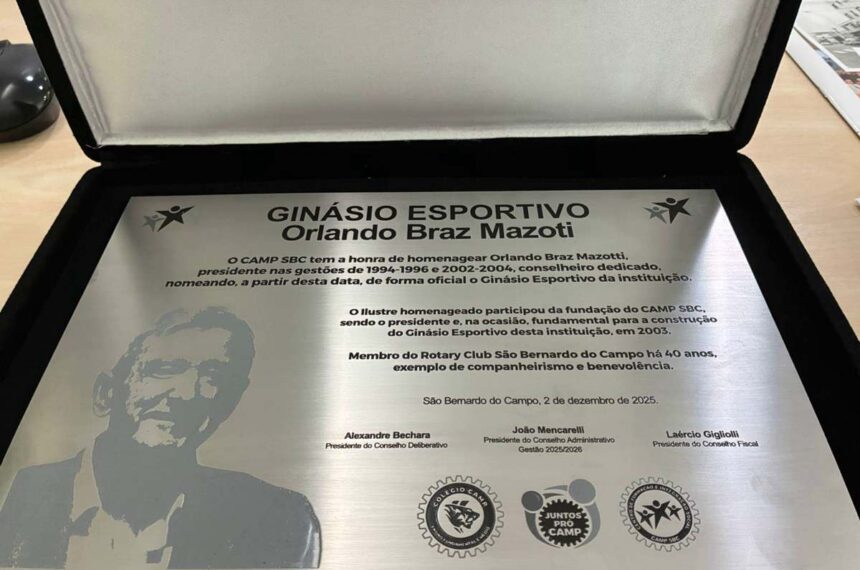 GINÁSIO ESPORTIVO
Orlando Braz Mazoti
O CAMP SBC tem a honra de homenagear Orlando Braz Mazotti,
presidente nas gestões de 1994-1996 e 2002-2004, conselheiro dedicado,
nomeando, a partir desta data, de forma oficial o Ginásio Esportivo da instituição.
O Ilustre homenageado participou da fundação do CAMP SBC,
sendo o presidente e, na ocasião, fundamental para a construção
do Ginásio Esportivo desta instituição, em 2003.
Membro do Rotary Club São Bernardo do Campo há 40 anos,
exemplo de companheirismo e benevolência.
São Bernardo do Campo, 2 de dezembro de 2025.
Alexandre Bechara
Presidente do Conselho Deliberativo
João Mencarelli
Presidente do Conselho Administrativo
Gestão 2025/2026
Laércio Gigliolli
Presidente do Conselho Fiscal
COLÉGIO CAMP
JUNTOS
PRÓ
CAMP
CAMP SBC